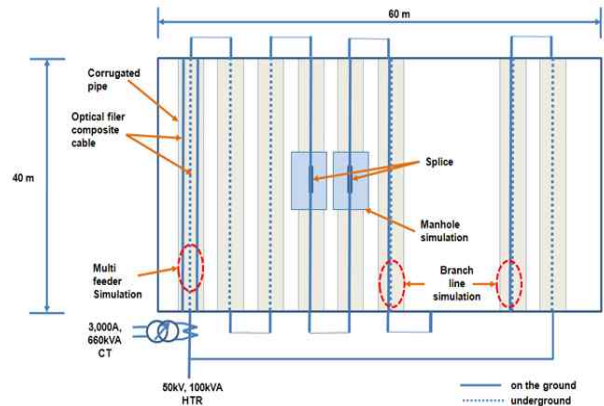 60 m
Corrugated
pipe
Optical filer
composite
cable
40 m
Splice
Manhole
simulation
Multi
feeder
Simulation
Branch
line
simulation
3,000A,
660kVA
CT
50kV, 100kVA
HTR
on the ground
underground